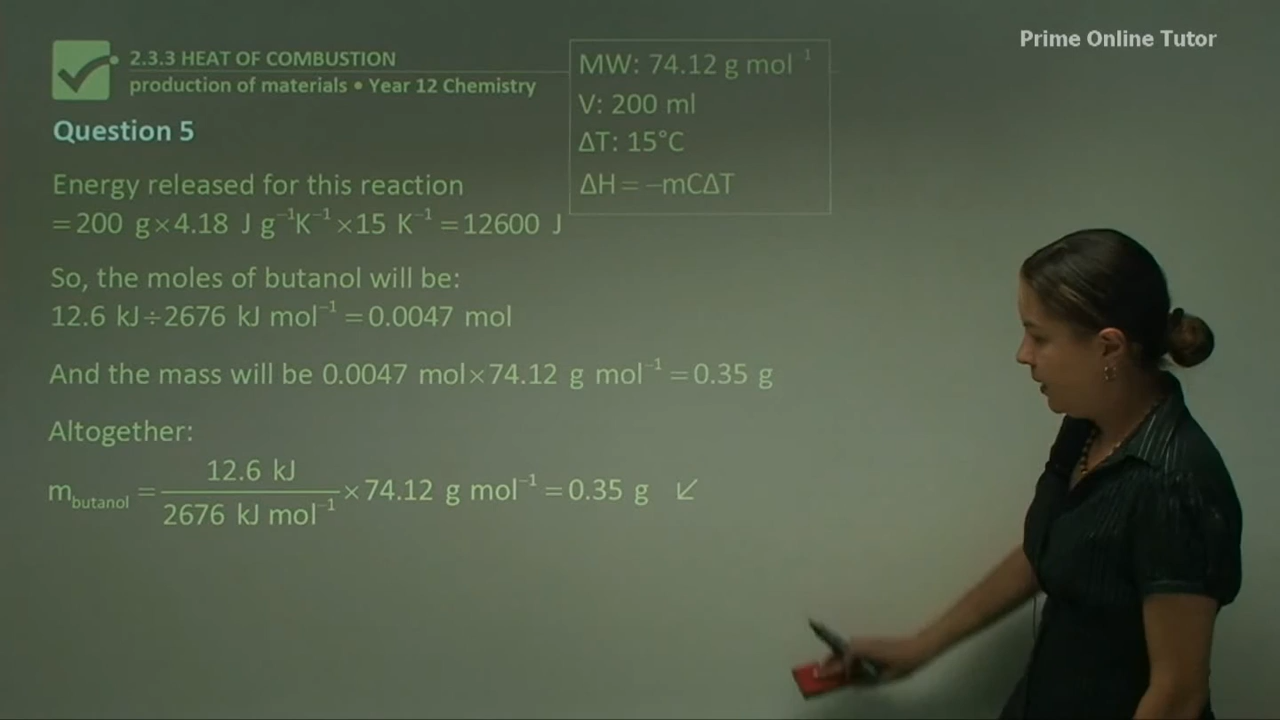 Prime Online Tutor
2.3.3 HEAT OF COMBUSTION
production of materials • Year 12 Chemistry
MW: 74.12 g mol⁻¹
V: 200 ml
ΔT: 15°C
ΔH = −mCΔT
Question 5
Energy released for this reaction
= 200 g × 4.18 J g⁻¹K⁻¹ × 15 K⁻¹ = 12600 J
So, the moles of butanol will be:
12.6 kJ ÷ 2676 kJ mol⁻¹ = 0.0047 mol
And the mass will be 0.0047 mol × 74.12 g mol⁻¹ = 0.35 g
Altogether:
m butanol = 12.6 kJ / 2676 kJ mol⁻¹ × 74.12 g mol⁻¹ = 0.35 g ↙